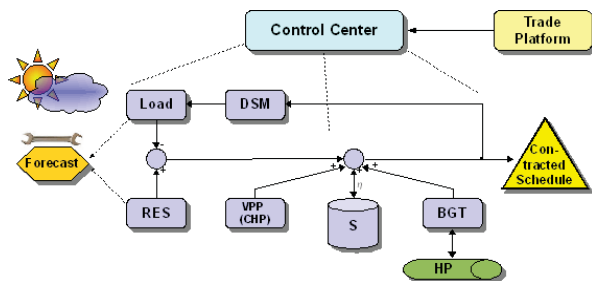 Control Center
Trade
Platform
Load
DSM
Forecast
-
+
+
+
+
η
Con-
tracted
Schedule
RES
VPP
(CHP)
S
BGT
HP